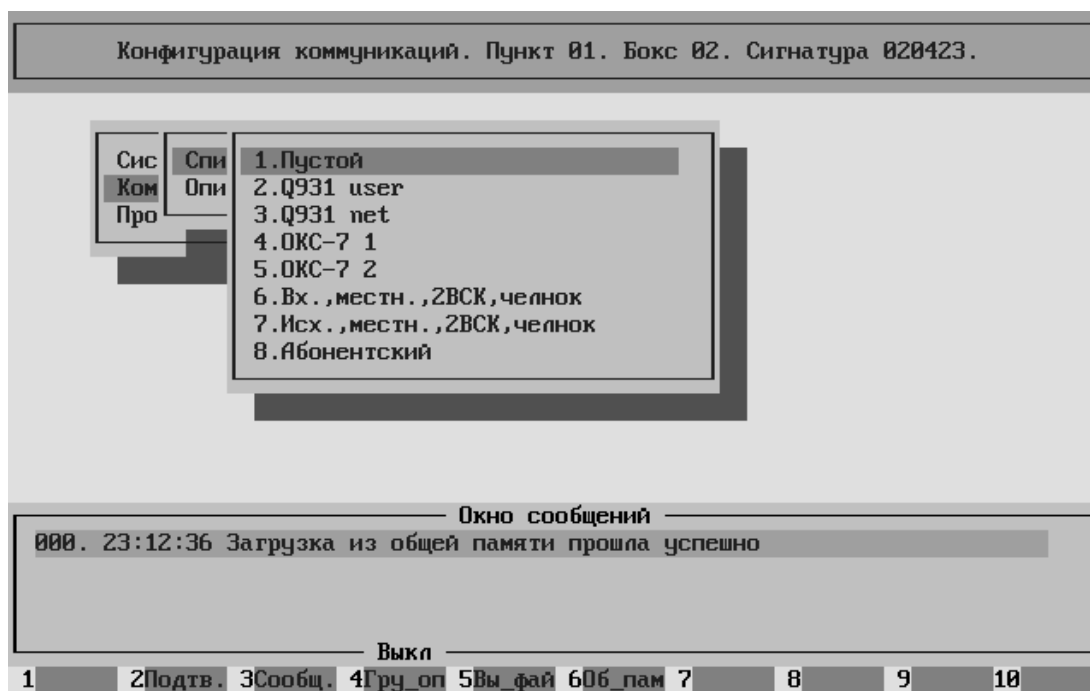 Конфигурация коммуникаций. Пункт 01. Бокс 02. Сигнатура 020423.
Сис Спи 1.Пустой
Ком Опи 2.Q931 user
Про 3.Q931 net
4.ОКС-7 1
5.ОКС-7 2
6.Вх.,местн.,2ВСК,челнок
7.Исх.,местн.,2ВСК,челнок
8.Абонентский
Окно сообщений
000. 23:12:36 Загрузка из общей памяти прошла успешно
Выкл
1 2Подтв. 3Сообщ. 4Гру_оп 5Вы_фай 6Об_пам 7 8 9 10